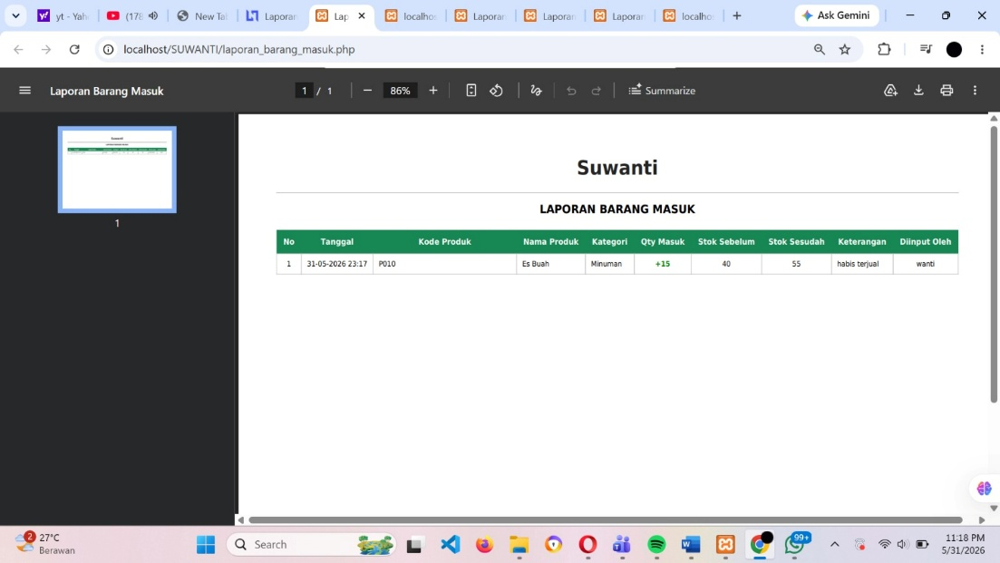 yt - Yah
(178
New Ta
Laporan
Lap
localhos
Laporan
Laporan
Laporan
localhos
Ask Gemini
localhost/SUWANTI/laporan_barang_masuk.php
Laporan Barang Masuk
1 / 1
86%
Summarize
1
Suwanti
LAPORAN BARANG MASUK
No Tanggal Kode Produk Nama Produk Kategori Qty Masuk Stok Sebelum Stok Sesudah Keterangan Diinput Oleh
1 31-05-2026 23:17 P010 Es Buah Minuman +15 40 55 habis terjual wanti
2
27°C
Berawan
Search
99+
11:18 PM
5/31/2026